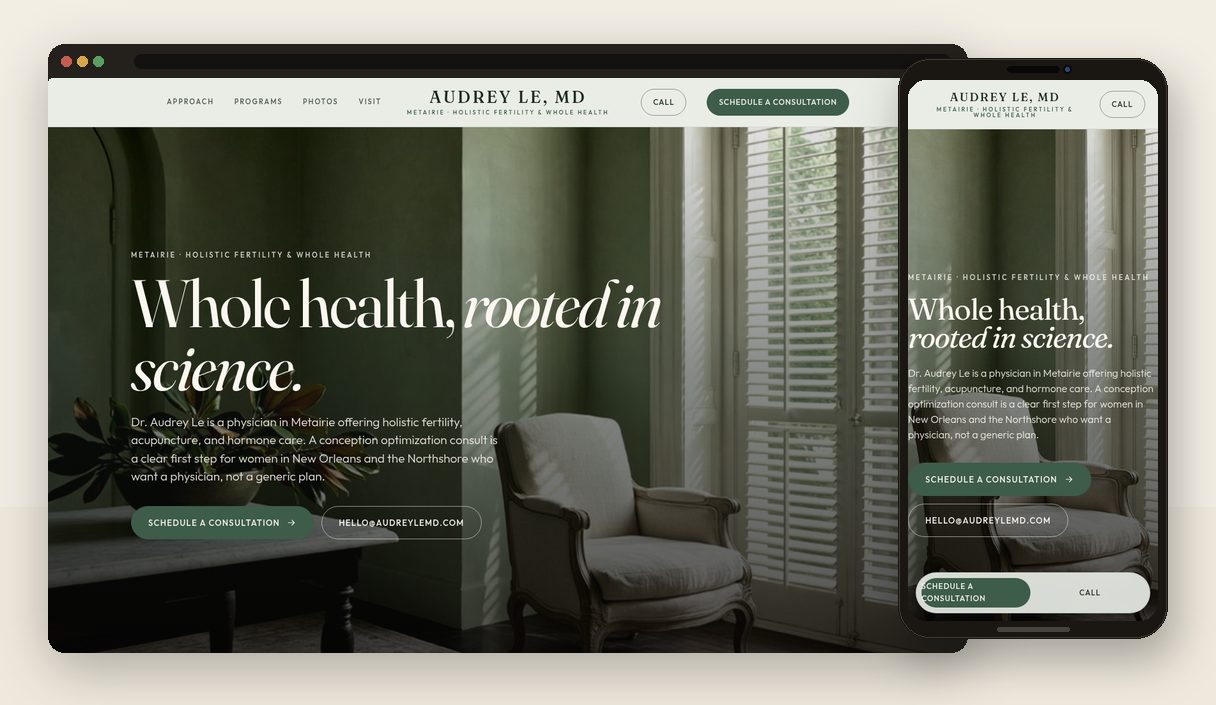 APPROACH PROGRAMS PHOTOS VISIT
AUDREY LE, MD
METAIRIE · HOLISTIC FERTILITY & WHOLE HEALTH
CALL
SCHEDULE A CONSULTATION
METAIRIE · HOLISTIC FERTILITY & WHOLE HEALTH
Whole health, rooted in
science.
Dr. Audrey Le is a physician in Metairie offering holistic fertility,
acupuncture, and hormone care. A conception optimization consult is
a clear first step for women in New Orleans and the Northshore who
want a physician, not a generic plan.
SCHEDULE A CONSULTATION →
HELLO@AUDREYLEMD.COM
AUDREY LE, MD
METAIRIE · HOLISTIC FERTILITY &
WHOLE HEALTH
CALL
METAIRIE · HOLISTIC FERTILITY & WHOLE HEALTH
Whole health,
rooted in science.
Dr. Audrey Le is a physician in Metairie offering holistic
fertility, acupuncture, and hormone care. A conception
optimization consult is a clear first step for women in
New Orleans and the Northshore who want a
physician, not a generic plan.
SCHEDULE A CONSULTATION →
HELLO@AUDREYLEMD.COM
SCHEDULE A
CONSULTATION
CALL